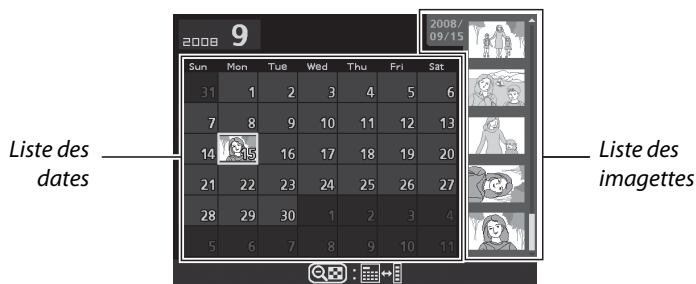 2008 9
2008/
09/15
Sun Mon Tue Wed Thu Fri Sat
31 1 2 3 4 5 6
7 8 9 10 11 12 13
14 15 16 17 18 19 20
21 22 23 24 25 26 27
28 29 30 1 2 3 4
5 6 7 8 9 10 11
Liste des
dates
Liste des
imagettes
: